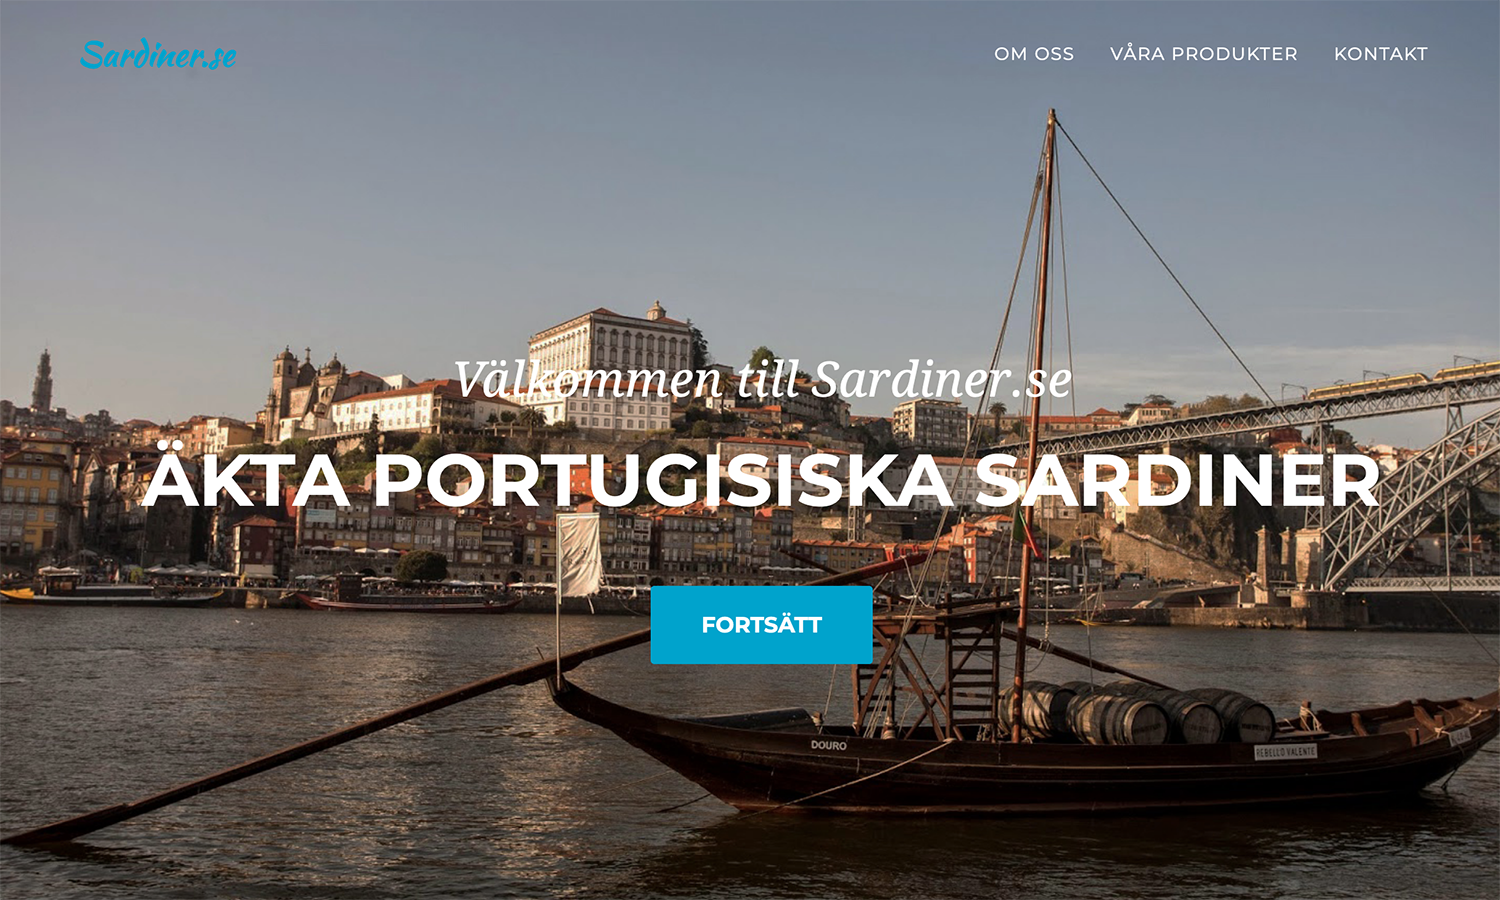 Sardiner.se
OM OSS VÅRA PRODUKTER KONTAKT
Välkommen till Sardiner.se
ÄKTA PORTUGISISKA SARDINER
FORTSÄTT
DOURO
REBELLO VALENTE